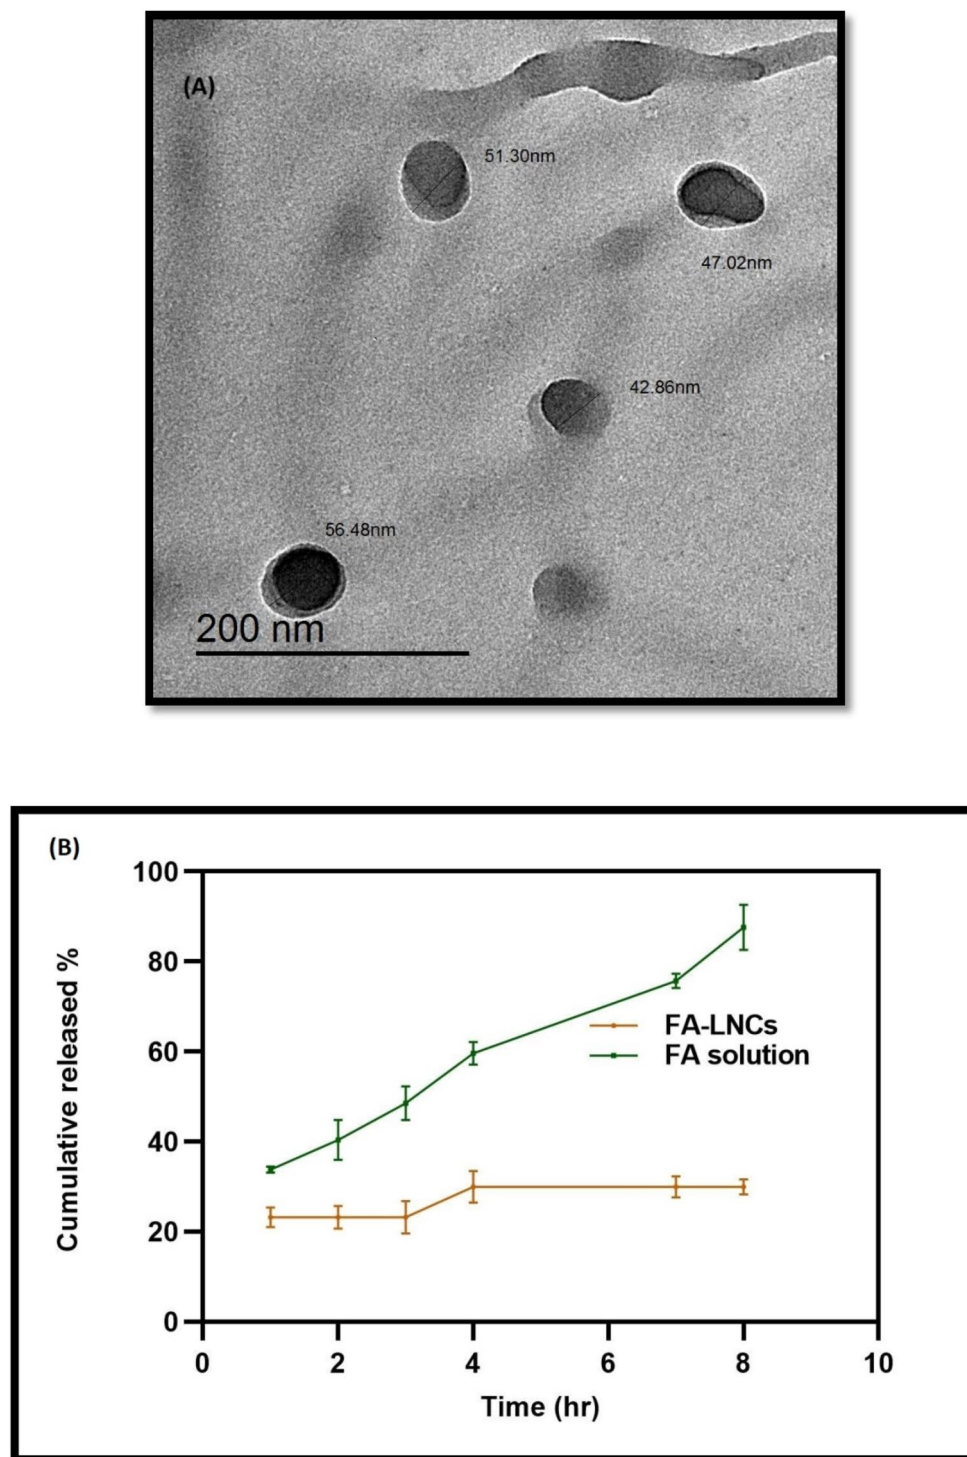 (A)
51.30nm
47.02nm
42.86nm
56.48nm
200 nm
(B)
100
80
60
40
20
0
Cumulative released %
FA-LNCs
FA solution
0 2 4 6 8 10
Time (hr)